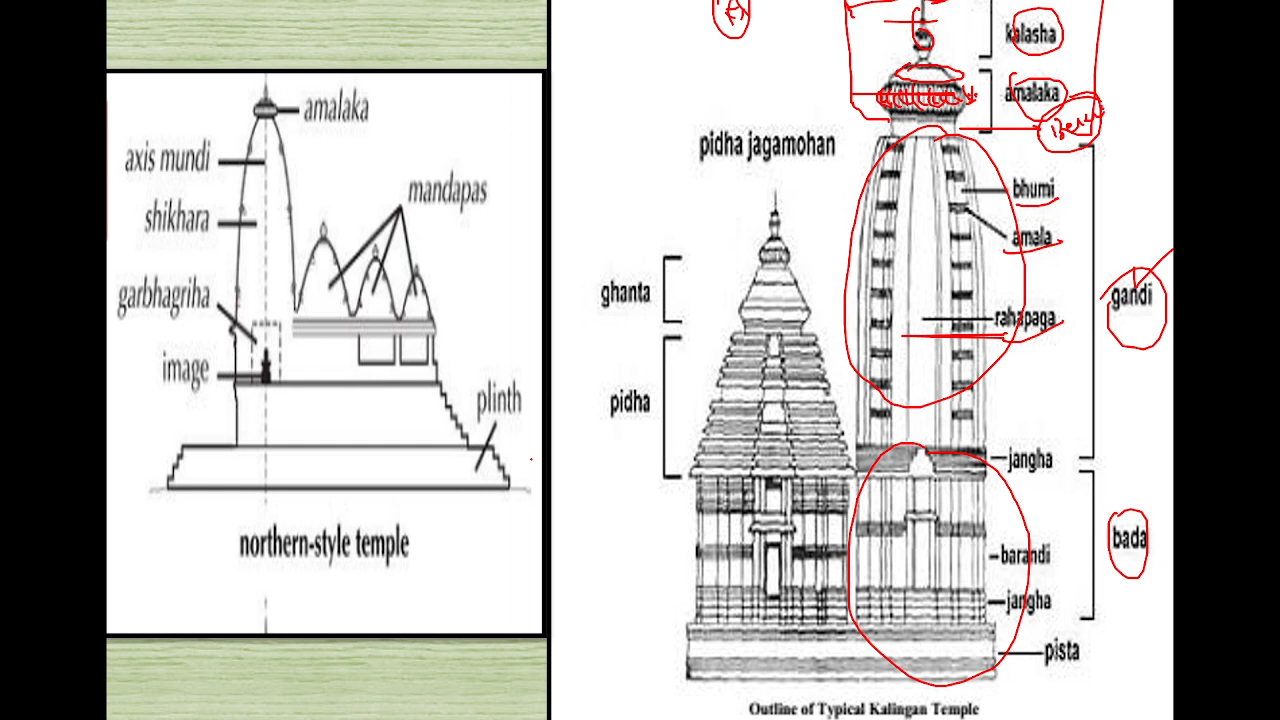 amalaka
axis mundi
shikhara
mandapas
garbhagriha
image
plinth
northern-style temple
kalasha
amalaka
pidha jagamohan
bhumi
amala
ghanta
gandi
rahapaga
pidha
jangha
bada
barandi
jangha
pista
Outline of Typical Kalingan Temple